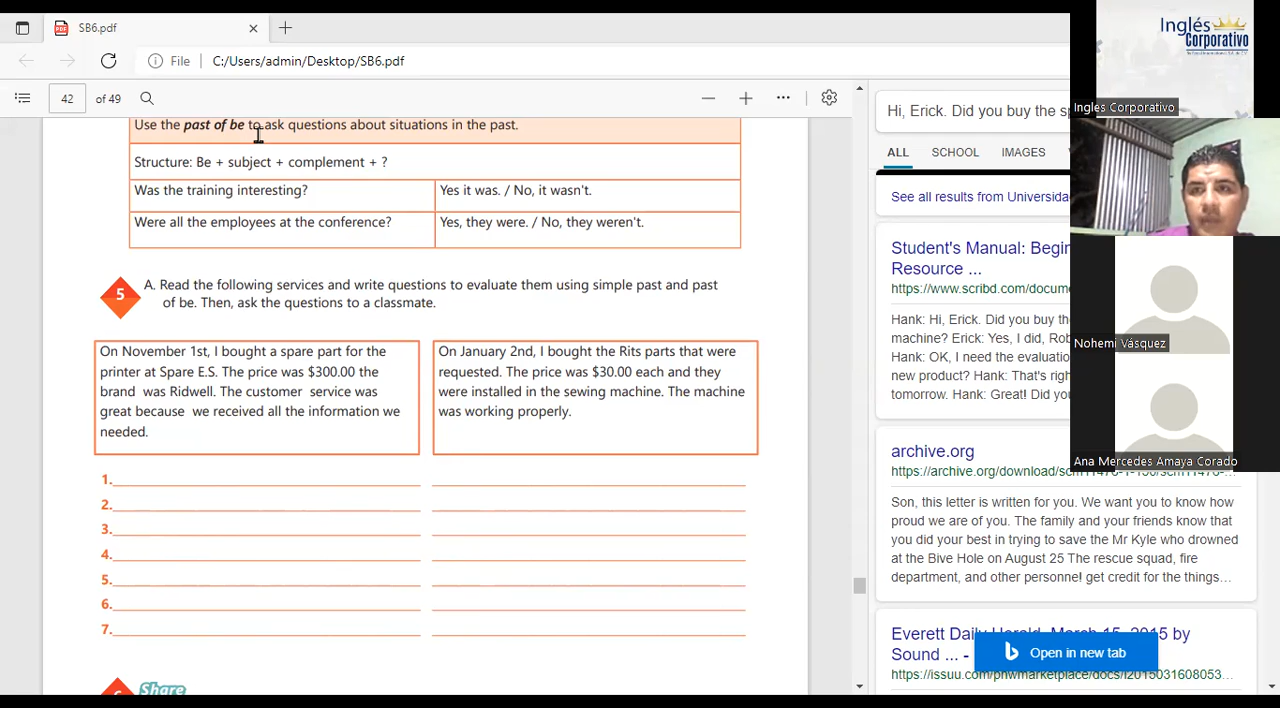 SB6.pdf
File
C:/Users/admin/Desktop/SB6.pdf
42 of 49
Use the past of be to ask questions about situations in the past.
Structure: Be + subject + complement + ?
Was the training interesting?
Yes it was. / No, it wasn't.
Were all the employees at the conference?
Yes, they were. / No, they weren't.
5
A. Read the following services and write questions to evaluate them using simple past and past
of be. Then, ask the questions to a classmate.
On November 1st, I bought a spare part for the
printer at Spare E.S. The price was $300.00 the
brand was Ridwell. The customer service was
great because we received all the information we
needed.
On January 2nd, I bought the Rits parts that were
requested. The price was $30.00 each and they
were installed in the sewing machine. The machine
was working properly.
1.
2.
3.
4.
5.
6.
7.
Share
Hi, Erick. Did you buy the sp
ALL
SCHOOL
IMAGES
See all results from Universida
Student's Manual: Begin
Resource ...
https://www.scribd.com/docume
Hank: Hi, Erick. Did you buy the
machine? Erick: Yes, I did, Rob
Hank: OK, I need the evaluation
new product? Hank: That's righ
tomorrow. Hank: Great! Did you
archive.org
https://archive.org/download/
Son, this letter is written for you. We want you to know how
proud we are of you. The family and your friends know that
you did your best in trying to save the Mr Kyle who drowned
at the Bive Hole on August 25 The rescue squad, fire
department, and other personne! get credit for the things...
Everett Daily Herald, March 15, 2015 by
Sound ... -
Open in new tab
Inglés
Corporativo
Ingles Corporativo
Nohemi Vásquez
Ana Mercedes Amaya Corado